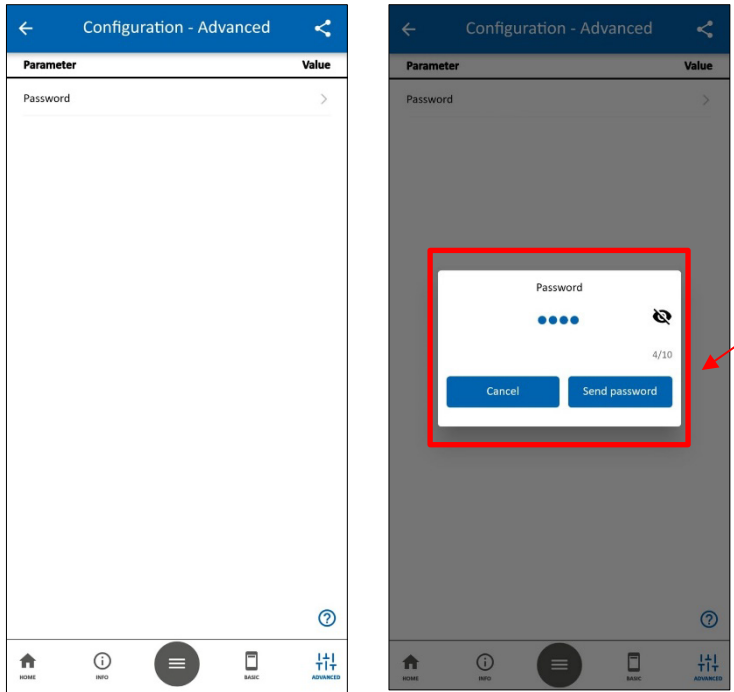 Configuration - Advanced
Parameter Value
Password
HOME INFO BASIC ADVANCED
Configuration - Advanced
Parameter Value
Password
Password
4/10
Cancel Send password
HOME INFO BASIC ADVANCED